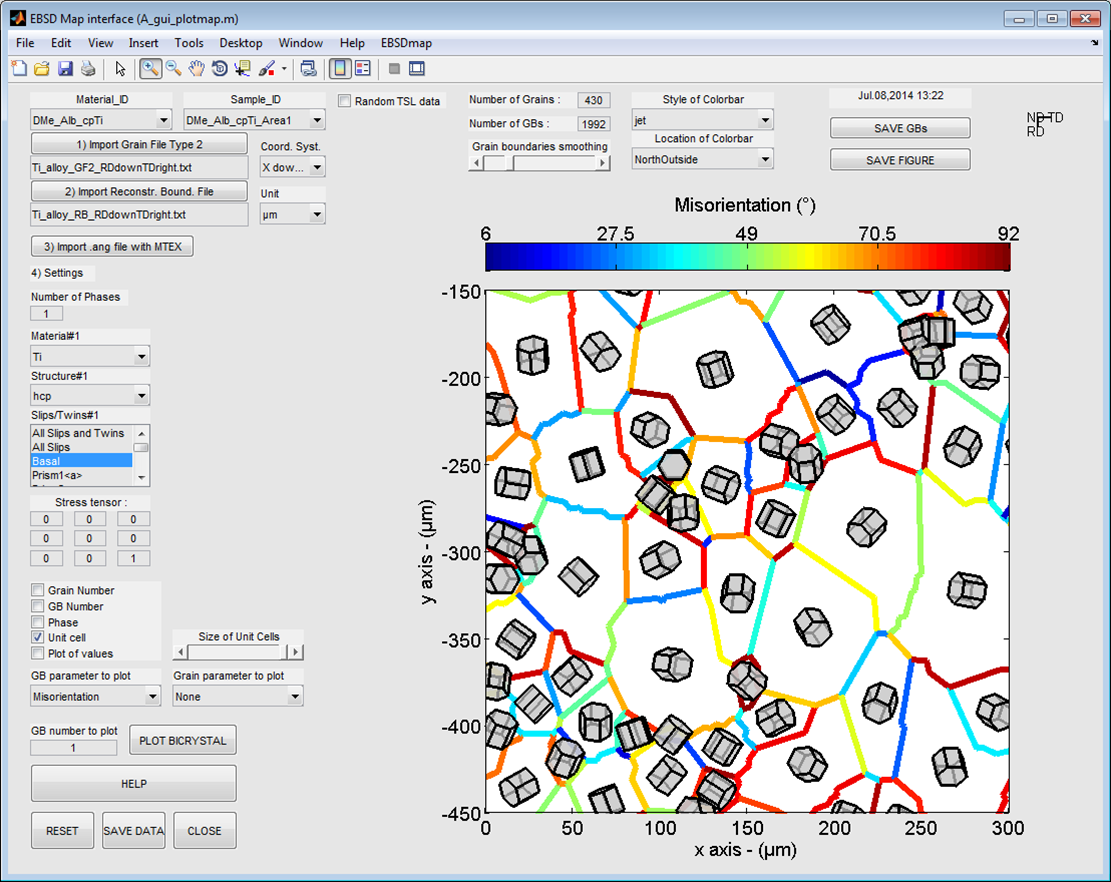 EBSD Map interface (A_gui_plotmap.m)
File Edit View Insert Tools Desktop Window Help EBSDmap
Material_ID
DMe_Alb_cpTi
Sample_ID
DMe_Alb_cpTi_Area1
Random TSL data
1) Import Grain File Type 2
Ti_alloy_GF2_RDdownTDright.txt
2) Import Reconstr. Bound. File
Ti_alloy_RB_RDdownTDright.txt
3) Import .ang file with MTEX
Coord. Syst.
X dow...
Unit
µm
Number of Grains : 430
Number of GBs : 1992
Grain boundaries smoothing
Style of Colorbar
jet
Location of Colorbar
NorthOutside
Jul.08,2014 13:22
SAVE GBs
SAVE FIGURE
TD
RD
4) Settings
Number of Phases
1
Material#1
Ti
Structure#1
hcp
Slips/Twins#1
All Slips and Twins
All Slips
Basal
Prism1<a>
Stress tensor :
0 0 0
0 0 0
0 0 1
Grain Number
GB Number
Phase
Unit cell
Plot of values
Size of Unit Cells
GB parameter to plot
Misorientation
Grain parameter to plot
None
GB number to plot
1
PLOT BICRYSTAL
HELP
RESET
SAVE DATA
CLOSE
Misorientation (°)
6 27.5 49 70.5 92
-150
-200
-250
-300
-350
-400
-450
y axis - (µm)
0 50 100 150 200 250 300
x axis - (µm)